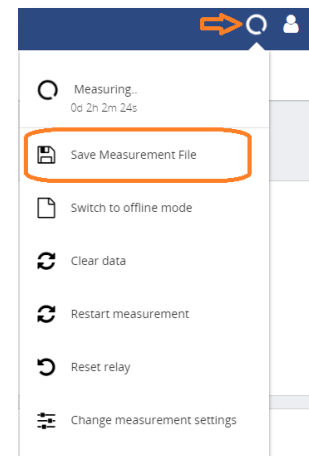 Measuring..
0d 2h 2m 24s
Save Measurement File
Switch to offline mode
Clear data
Restart measurement
Reset relay
Change measurement settings